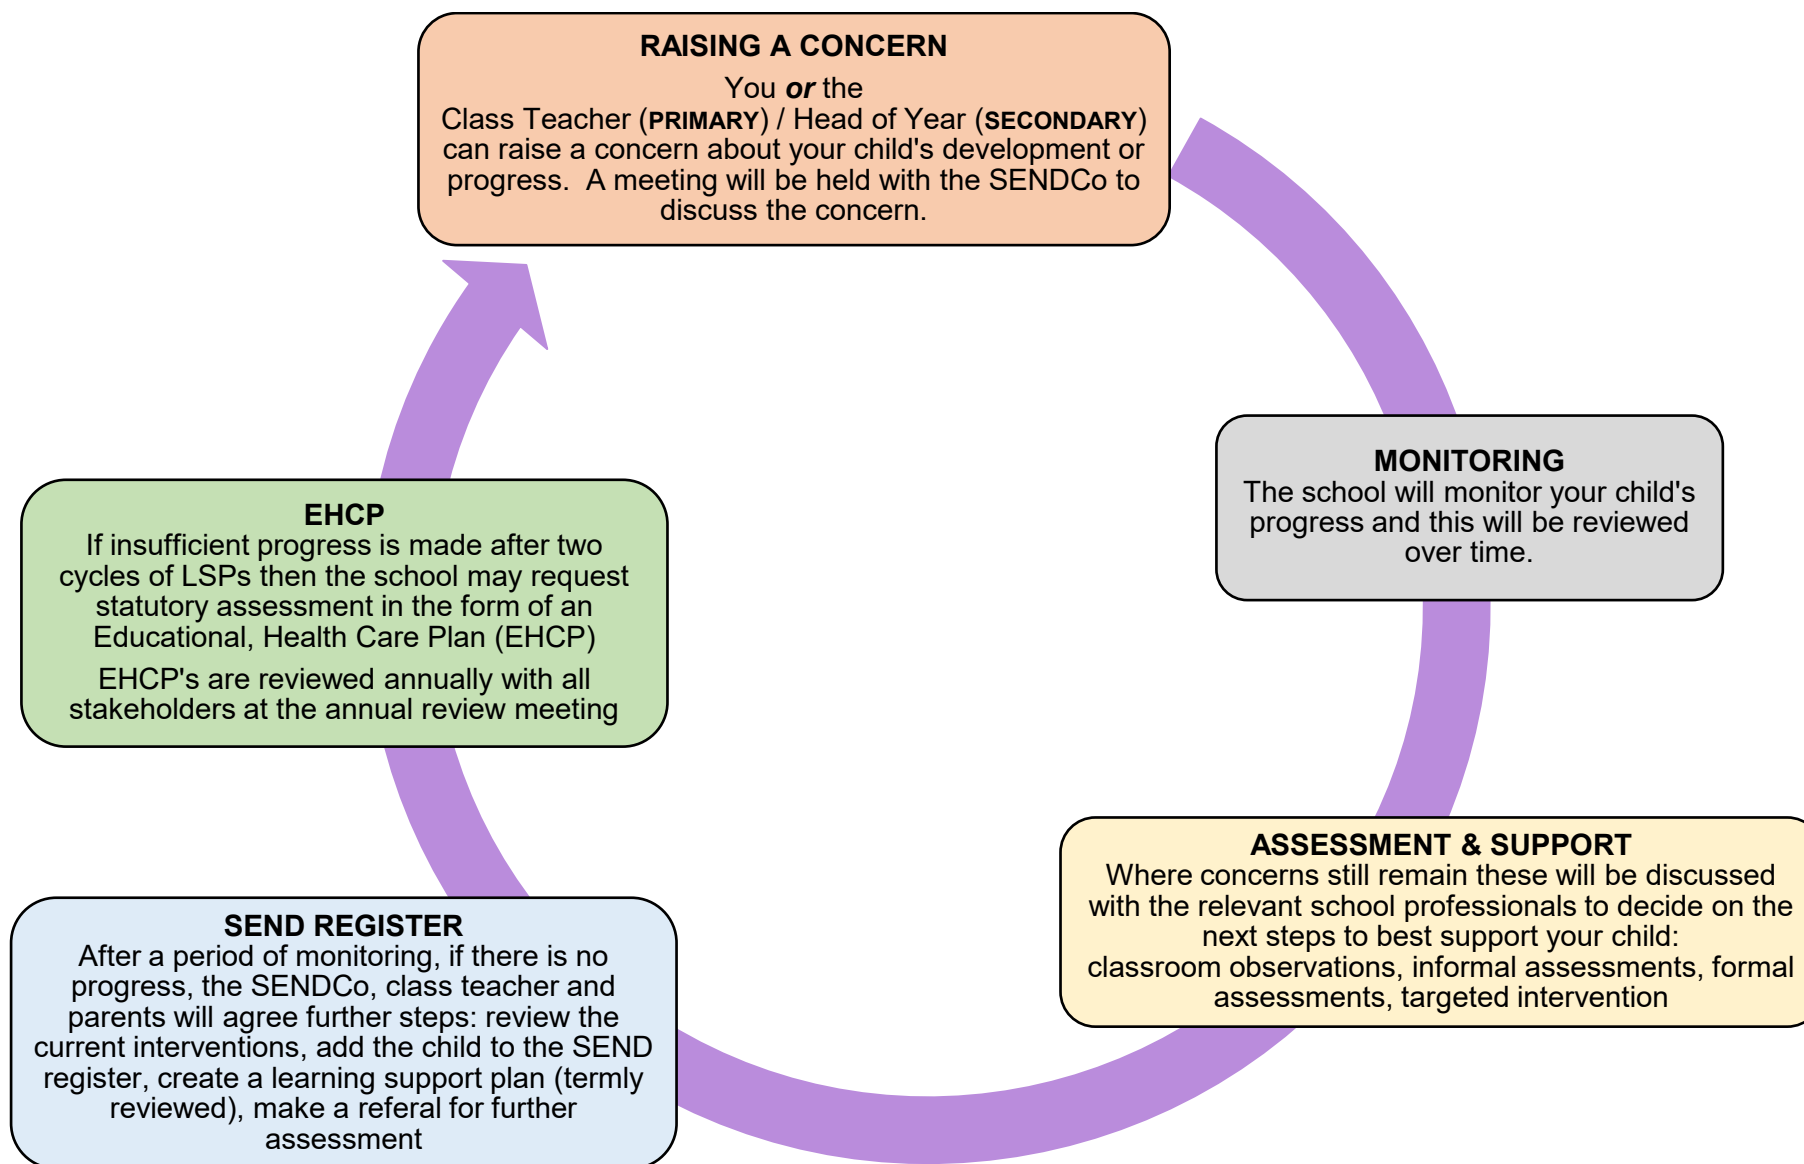 RAISING A CONCERN
You or the
Class Teacher (PRIMARY) / Head of Year (SECONDARY)
can raise a concern about your child's development or
progress.  A meeting will be held with the SENDCo to
discuss the concern.
MONITORING
The school will monitor your child's
progress and this will be reviewed
over time.
ASSESSMENT & SUPPORT
Where concerns still remain these will be discussed
with the relevant school professionals to decide on the
next steps to best support your child:
classroom observations, informal assessments, formal
assessments, targeted intervention
SEND REGISTER
After a period of monitoring, if there is no
progress, the SENDCo, class teacher and
parents will agree further steps: review the
current interventions, add the child to the SEND
register, create a learning support plan (termly
reviewed), make a referal for further
assessment
EHCP
If insufficient progress is made after two
cycles of LSPs then the school may request
statutory assessment in the form of an
Educational, Health Care Plan (EHCP)
EHCP's are reviewed annually with all
stakeholders at the annual review meeting